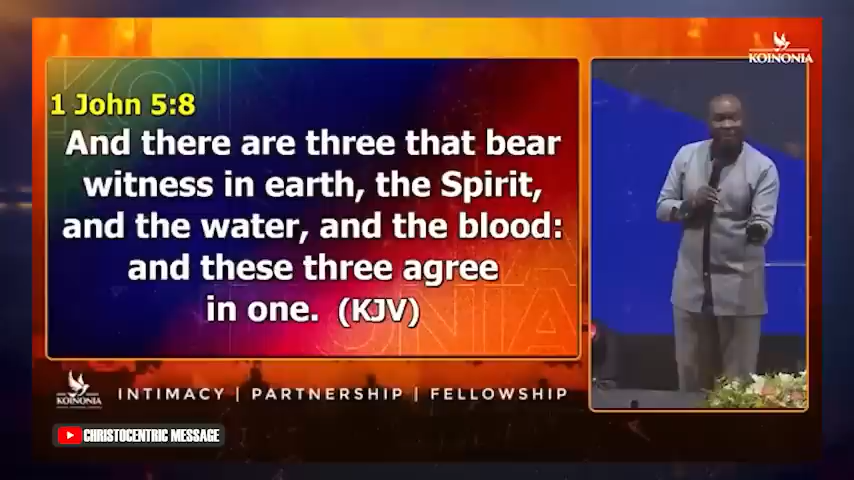 KOINONIA
1 John 5:8
And there are three that bear
witness in earth, the Spirit,
and the water, and the blood:
and these three agree
in one. (KJV)
KOINONIA
INTIMACY | PARTNERSHIP | FELLOWSHIP
CHRISTOCENTRIC MESSAGE